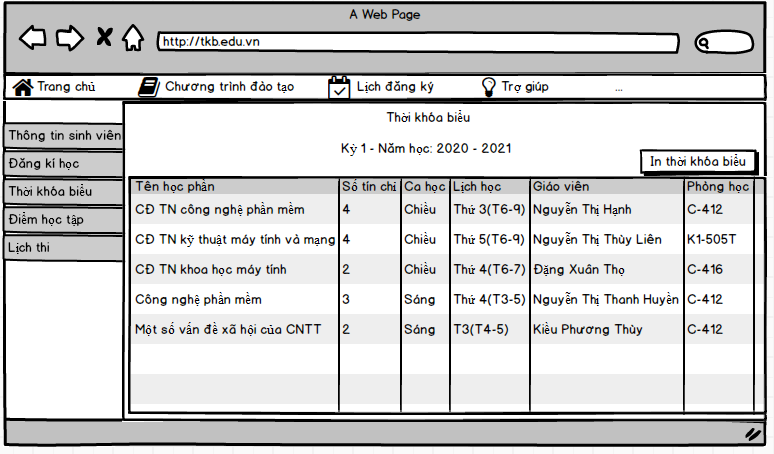 A Web Page
http://tkb.edu.vn
Trang chủ Chương trình đào tạo Lịch đăng ký Trợ giúp ...
Thông tin sinh viên
Đăng kí học
Thời khóa biểu
Điểm học tập
Lịch thi
Thời khóa biểu
Kỳ 1 - Năm học: 2020 - 2021
In thời khóa biểu
Tên học phần Số tín chỉ Ca học Lịch học Giáo viên Phòng học
CĐ TN công nghệ phần mềm 4 Chiều Thứ 3(T6-9) Nguyễn Thị Hạnh C-412
CĐ TN kỹ thuật máy tính và mạng 4 Chiều Thứ 5(T6-9) Nguyễn Thị Thùy Liên K1-505T
CĐ TN khoa học máy tính 2 Chiều Thứ 4(T6-7) Đặng Xuân Thọ C-416
Công nghệ phần mềm 3 Sáng Thứ 4(T3-5) Nguyễn Thị Thanh Huyền C-412
Một số vấn đề xã hội của CNTT 2 Sáng T3(T4-5) Kiều Phương Thùy C-412